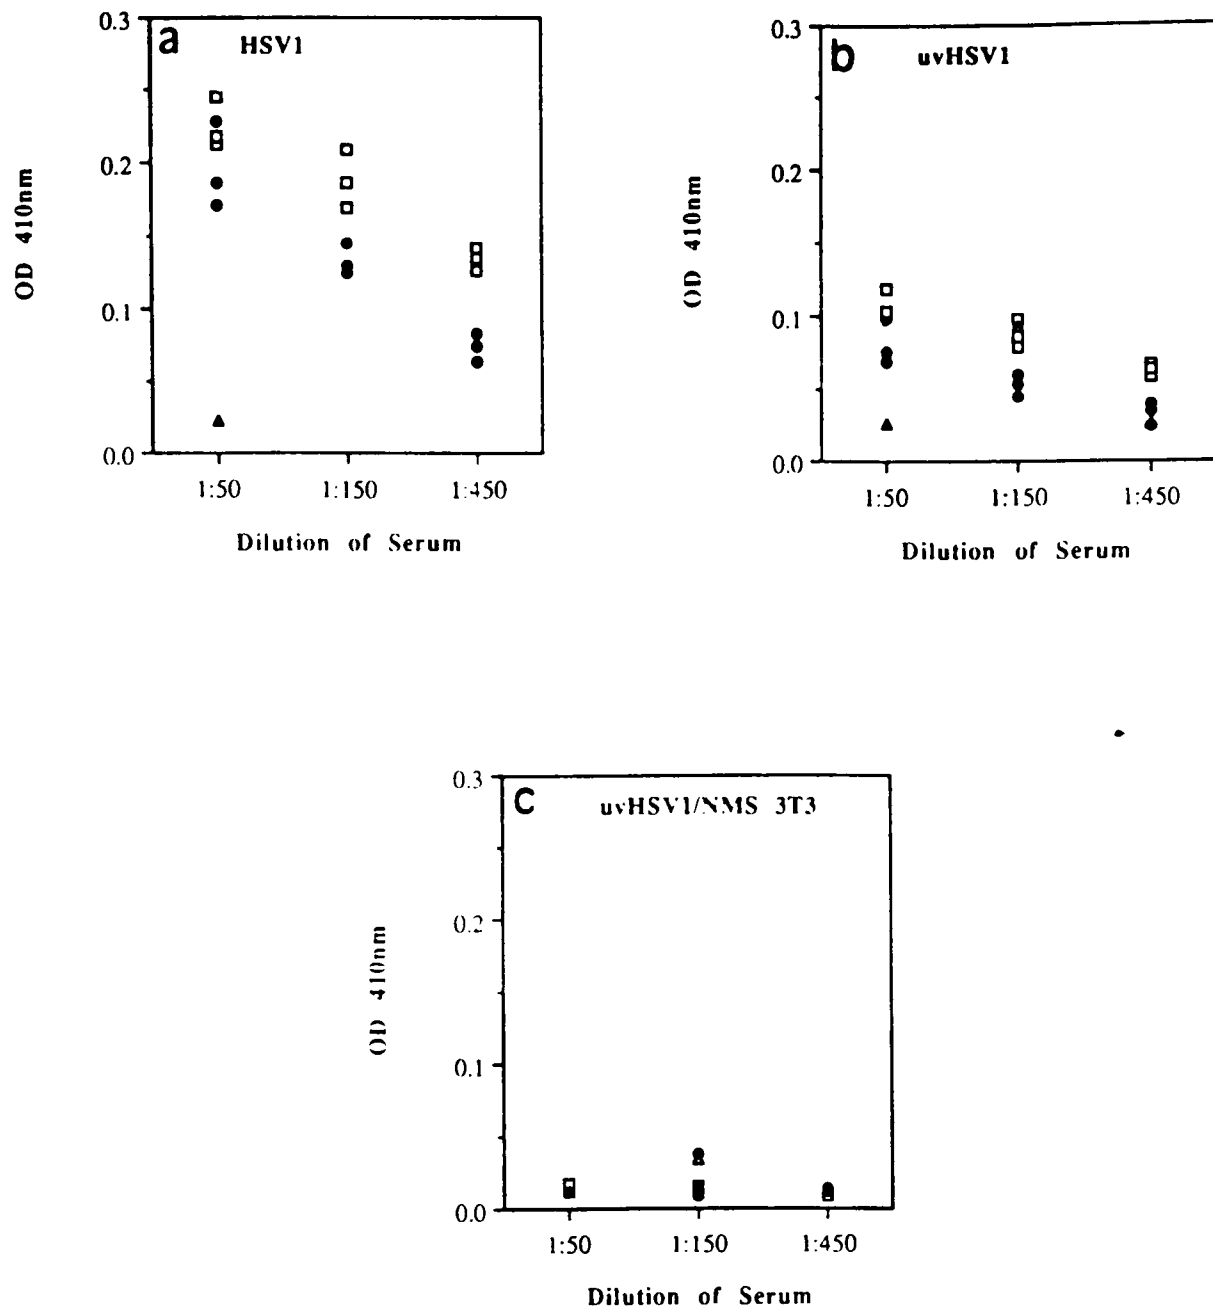 a HSV1
0.3
0.2
0.1
0.0
OD 410nm
1:50 1:150 1:450
Dilution of Serum
b uvHSV1
0.3
0.2
0.1
0.0
OD 410nm
1:50 1:150 1:450
Dilution of Serum
c uvHSV1/NMS 3T3
0.3
0.2
0.1
0.0
OD 410nm
1:50 1:150 1:450
Dilution of Serum